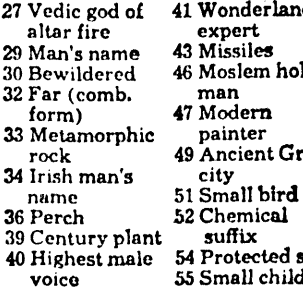 27 Vedic god of
altar fire
29 Man's name
30 Bewildered
32 Far (comb.
form)
33 Metamorphic
rock
34 Irish man's
name
36 Perch
39 Century plant
40 Highest male
voice
41 Wonderlan
expert
43 Missiles
46 Moslem hol
man
47 Modern
painter
49 Ancient Gr
city
51 Small bird
52 Chemical
suffix
54 Protected s
55 Small child